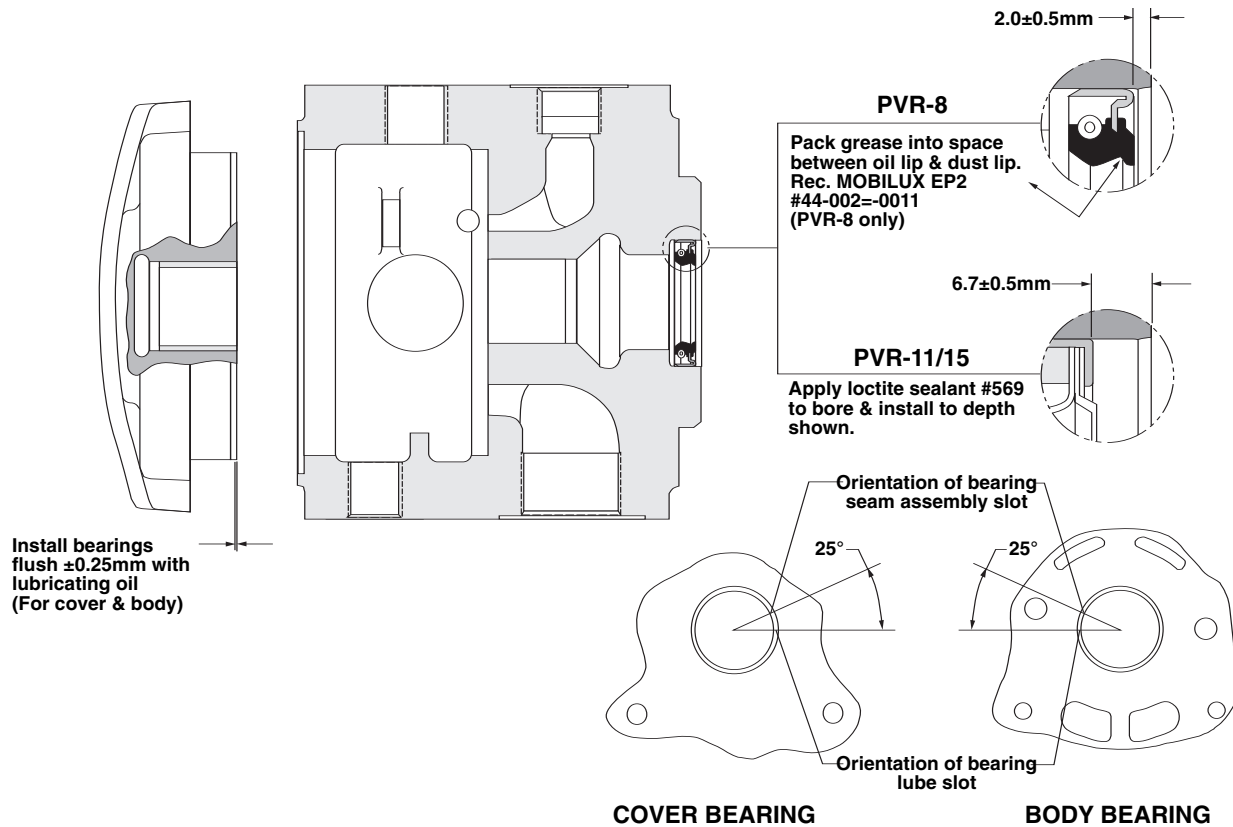 2.0±0.5mm
PVR-8
Pack grease into space
between oil lip & dust lip.
Rec. MOBILUX EP2
#44-002=-0011
(PVR-8 only)
6.7±0.5mm
PVR-11/15
Apply loctite sealant #569
to bore & install to depth
shown.
Install bearings
flush ±0.25mm with
lubricating oil
(For cover & body)
Orientation of bearing
seam assembly slot
25°
25°
Orientation of bearing
lube slot
COVER BEARING
BODY BEARING